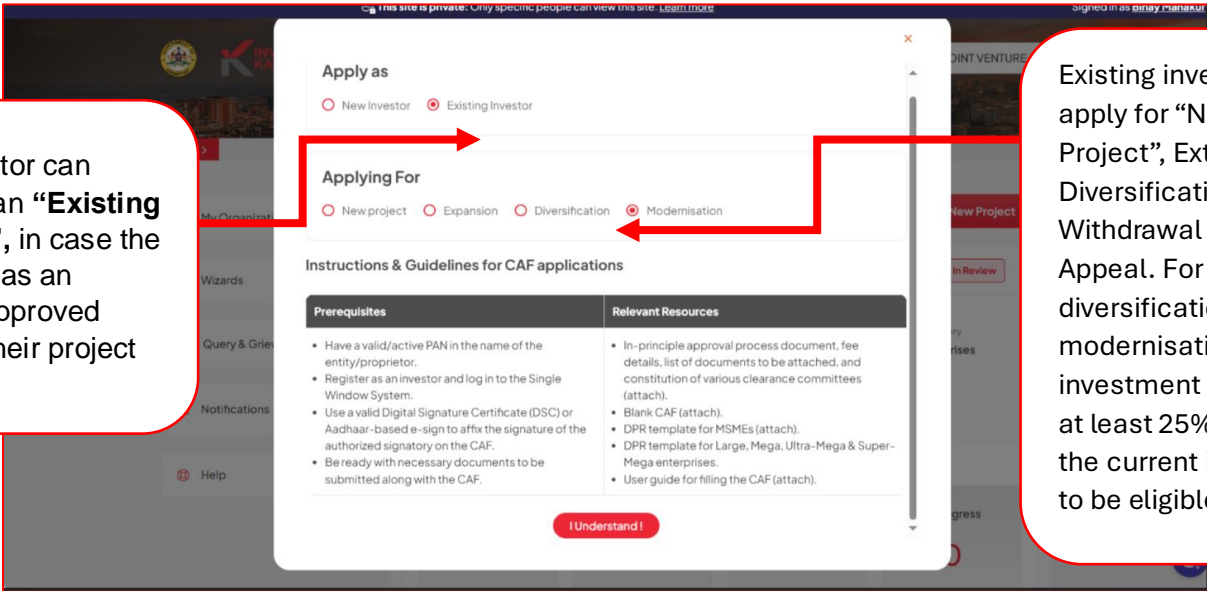 This site is private: Only specific people can view this site. Learn more
Signed in as Binay Manakur
K
OINT VENTURE
×
Apply as
New Investor Existing Investor
Applying For
New project Expansion Diversification Modernisation
Instructions & Guidelines for CAF applications
Prerequisites
• Have a valid/active PAN in the name of the
entity/proprietor.
• Register as an investor and log in to the Single
Window System.
• Use a valid Digital Signature Certificate (DSC) or
Aadhaar-based e-sign to affix the signature of the
authorized signatory on the CAF.
• Be ready with necessary documents to be
submitted along with the CAF.
Relevant Resources
• In-principle approval process document, fee
details, list of documents to be attached, and
constitution of various clearance committees
(attach).
• Blank CAF (attach).
• DPR template for MSMEs (attach).
• DPR template for Large, Mega, Ultra-Mega & Super-
Mega enterprises.
• User guide for filling the CAF (attach).
I Understand !
tor can
an “Existing
”, in case the
as an
pproved
heir project
My Organizati
Wizards
Query & Grie
Notifications
Help
New Project
In Review
ry
rises
gress
0
Existing inve
apply for “N
Project”, Ext
Diversificati
Withdrawal
Appeal. For
diversificatio
modernisati
investment
at least 25%
the current i
to be eligible